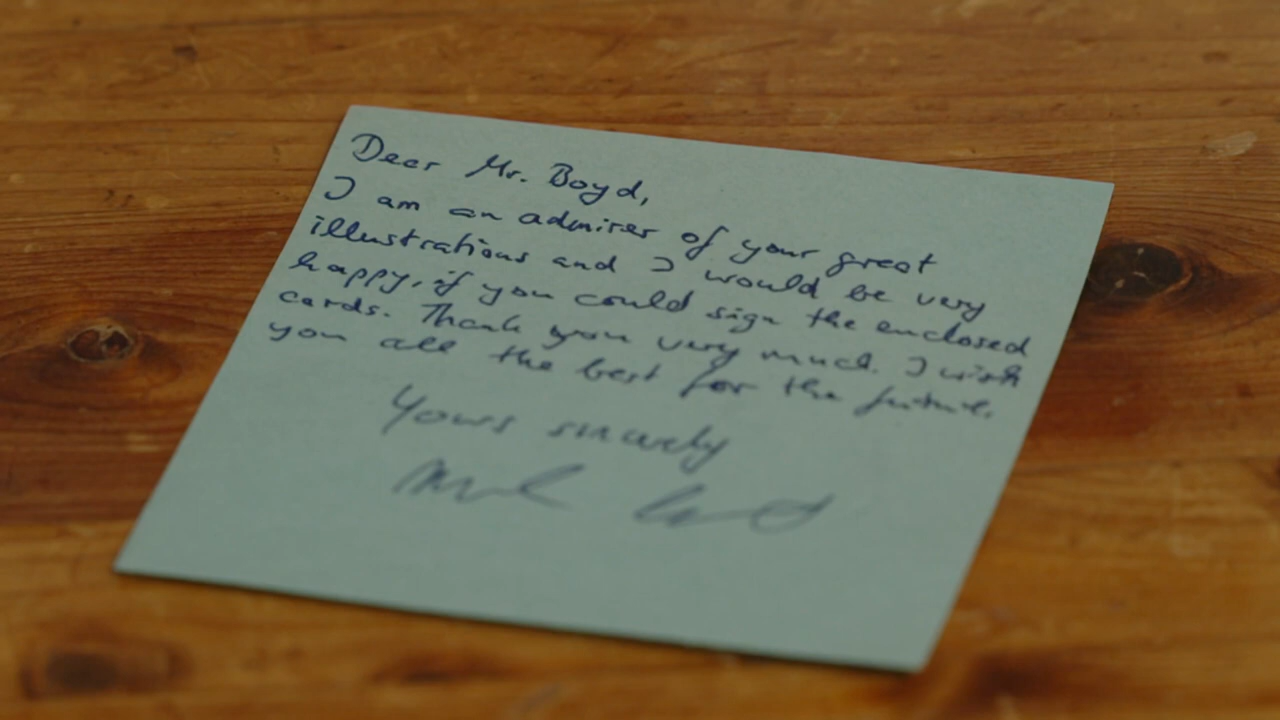 Dear Mr. Boyd,
I am an admirer of your great
illustrations and I would be very
happy, if you could sign the enclosed
cards. Thank you very much. I wish
you all the best for the future.
Yours sincerely